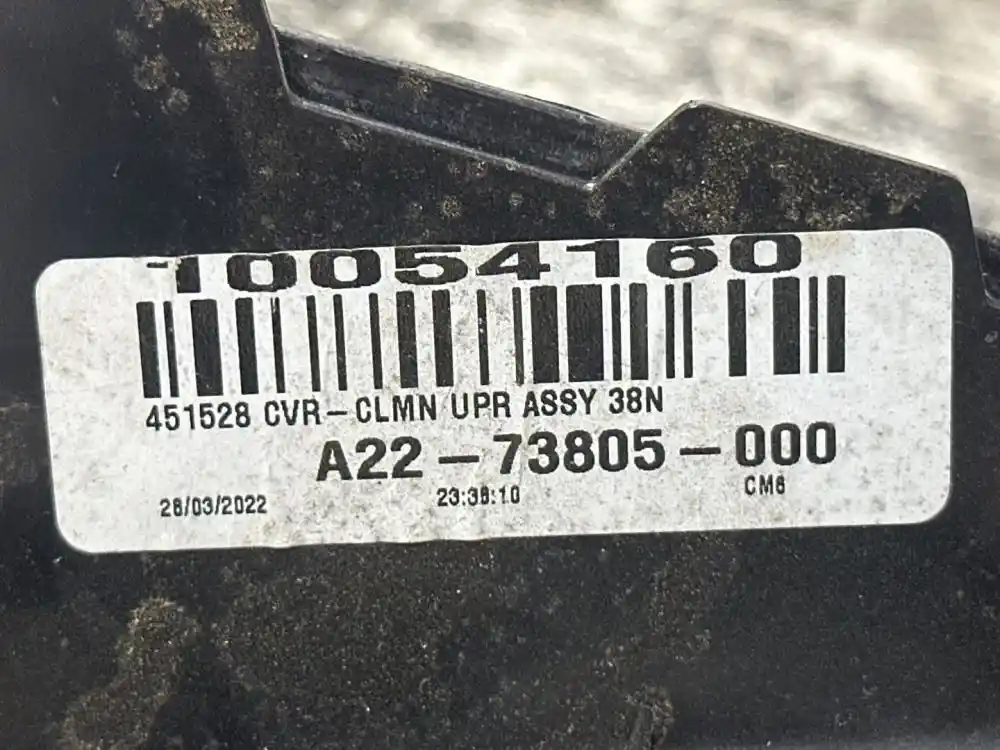 10054160
451528 CVR-CLMN UPR ASSY 38N
A22-73805-000
28/03/2022 23:38:10 CM6